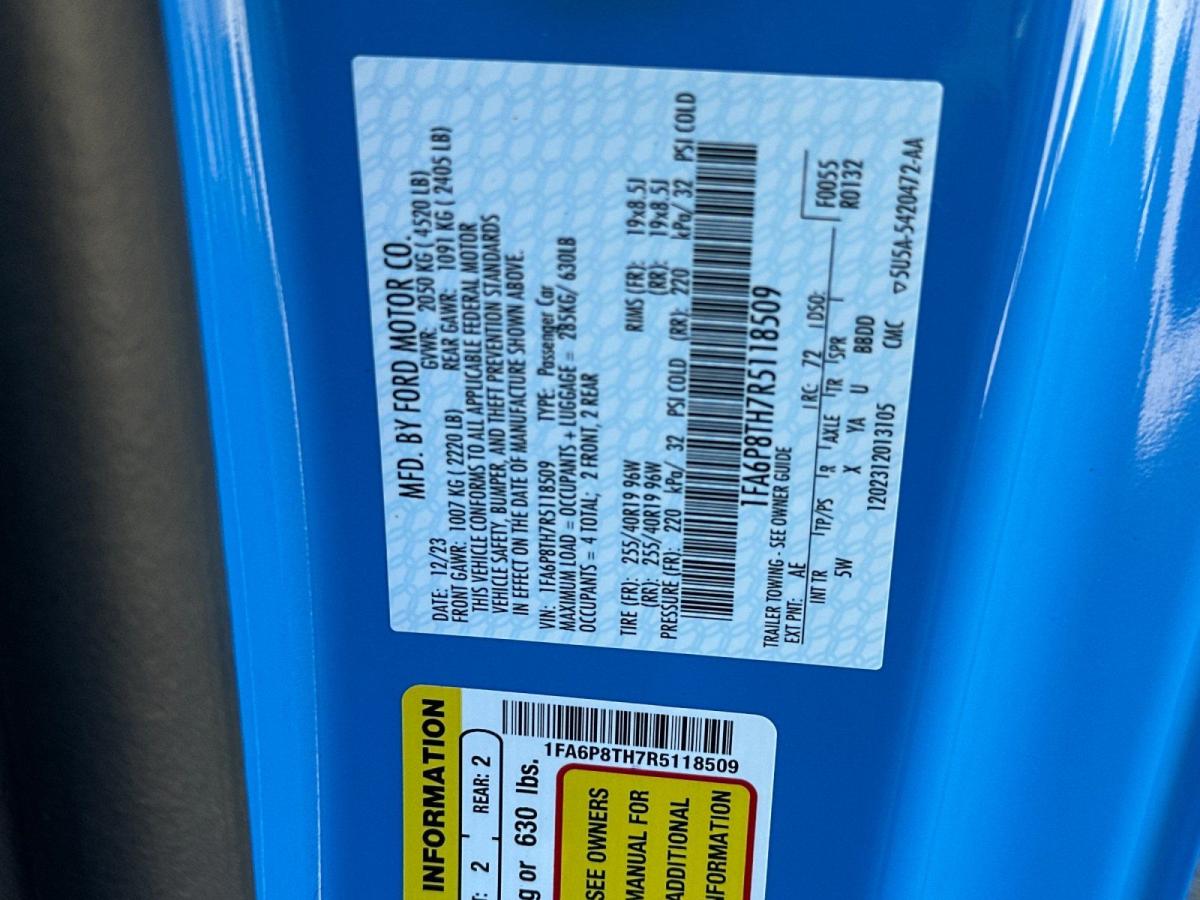 MFD. BY FORD MOTOR CO.
DATE: 12/23 GVWR: 2050 KG ( 4520 LB)
FRONT GAWR: 1007 KG ( 2220 LB) REAR GAWR: 1091 KG ( 2405 LB)
THIS VEHICLE CONFORMS TO ALL APPLICABLE FEDERAL MOTOR
VEHICLE SAFETY, BUMPER, AND THEFT PREVENTION STANDARDS
IN EFFECT ON THE DATE OF MANUFACTURE SHOWN ABOVE.
VIN: 1FA6P8TH7R5118509 TYPE: Passenger Car
MAXIMUM LOAD = OCCUPANTS + LUGGAGE = 285KG/ 630LB
OCCUPANTS = 4 TOTAL; 2 FRONT, 2 REAR
TIRE (FR): 255/40R19 96W RIMS (FR): 19x8.5J
(RR): 255/40R19 96W (RR): 19x8.5J
PRESSURE (FR): 220 kPa/ 32 PSI COLD (RR): 220 kPa/ 32 PSI COLD
1FA6P8TH7R5118509
TRAILER TOWING - SEE OWNER GUIDE
EXT PNT: AE RC: 72 DSO: F0055
INT TR TP/PS R AXLE TR SPR R0132
5W X YA U BBDD
1202312013105 CMC ▽5U5A-5420472-AA
INFORMATION
2 REAR: 2
g or 630 lbs.
1FA6P8TH7R5118509
SEE OWNERS
MANUAL FOR
ADDITIONAL
INFORMATION